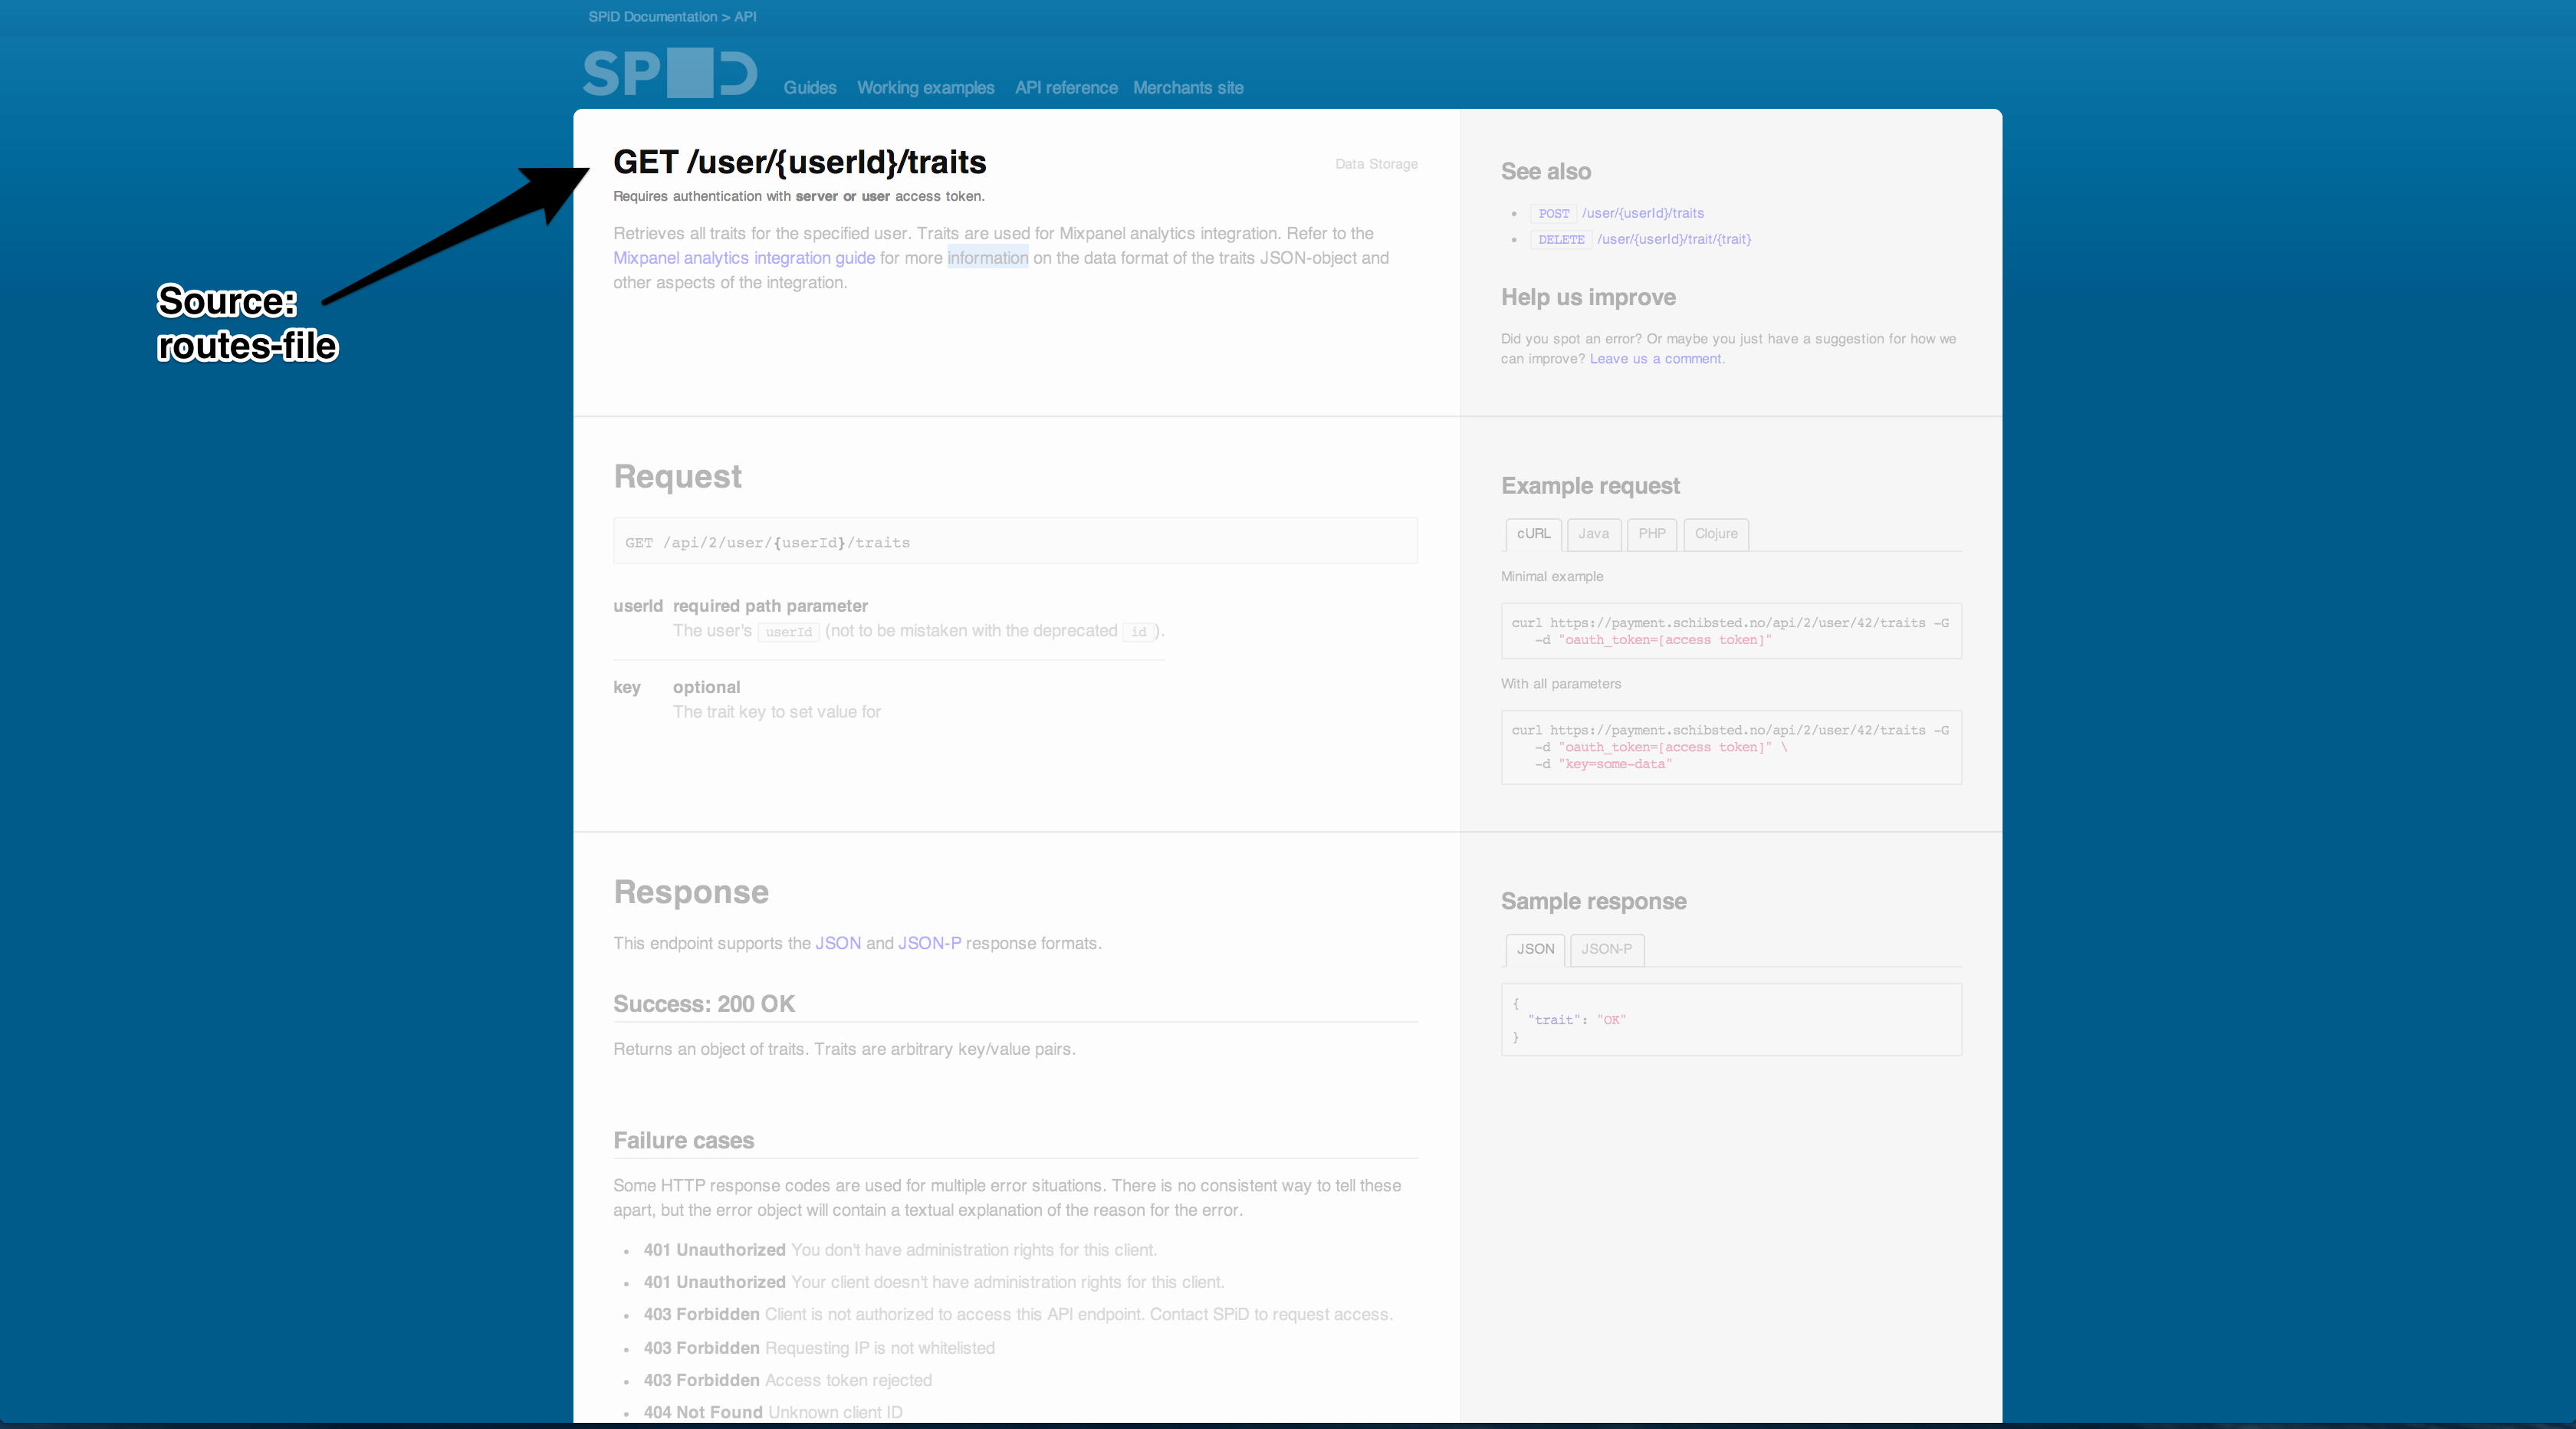 SPiD Documentation > API
SPiD
Guides Working examples API reference Merchants site
GET /user/{userId}/traits
Data Storage
Requires authentication with server or user access token.
Retrieves all traits for the specified user. Traits are used for Mixpanel analytics integration. Refer to the
Mixpanel analytics integration guide for more information on the data format of the traits JSON-object and
other aspects of the integration.
Source:
routes-file
See also
POST /user/{userId}/traits
DELETE /user/{userId}/trait/{trait}
Help us improve
Did you spot an error? Or maybe you just have a suggestion for how we
can improve? Leave us a comment.
Request
GET /api/2/user/{userId}/traits
userId required path parameter
The user's userId (not to be mistaken with the deprecated id ).
key optional
The trait key to set value for
Example request
cURL Java PHP Clojure
Minimal example
curl https://payment.schibsted.no/api/2/user/42/traits -G
-d "oauth_token=[access token]"
With all parameters
curl https://payment.schibsted.no/api/2/user/42/traits -G
-d "oauth_token=[access token]" \
-d "key=some-data"
Response
This endpoint supports the JSON and JSON-P response formats.
Success: 200 OK
Returns an object of traits. Traits are arbitrary key/value pairs.
Failure cases
Some HTTP response codes are used for multiple error situations. There is no consistent way to tell these
apart, but the error object will contain a textual explanation of the reason for the error.
401 Unauthorized You don't have administration rights for this client.
401 Unauthorized Your client doesn't have administration rights for this client.
403 Forbidden Client is not authorized to access this API endpoint. Contact SPiD to request access.
403 Forbidden Requesting IP is not whitelisted
403 Forbidden Access token rejected
404 Not Found Unknown client ID
Sample response
JSON JSON-P
{
"trait": "OK"
}